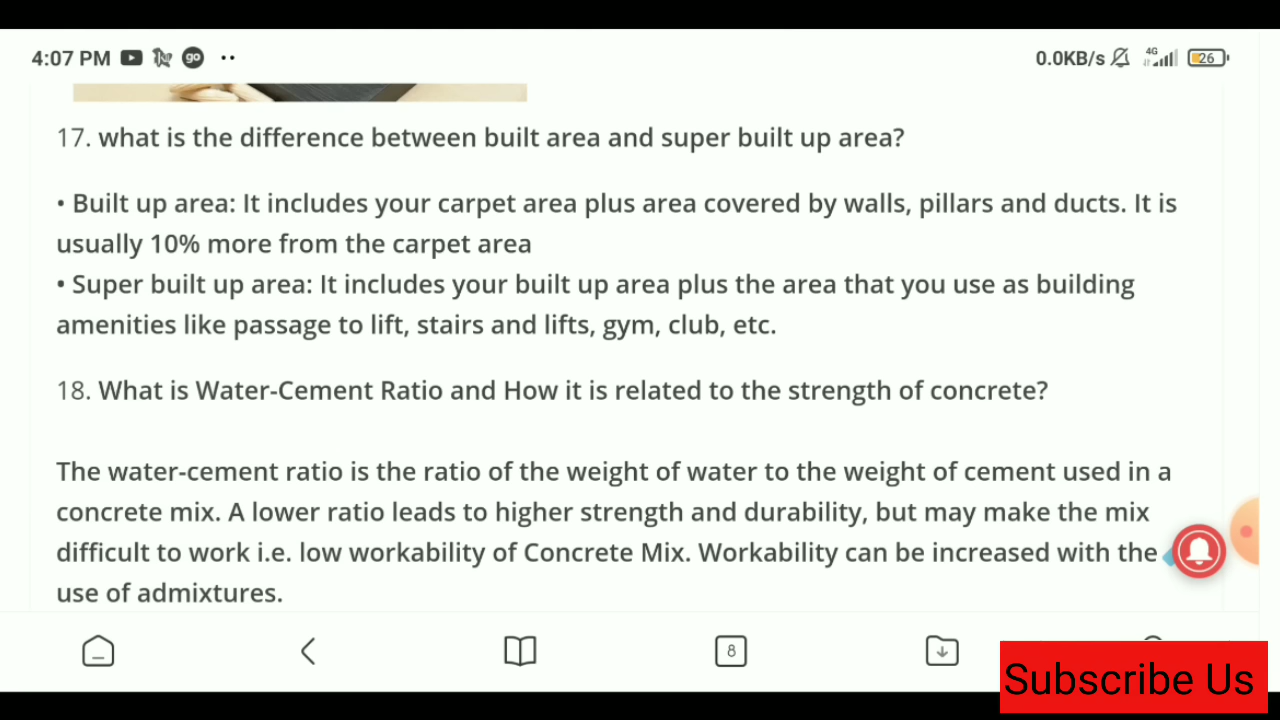 4:07 PM go
0.0KB/s 4G 26
17. what is the difference between built area and super built up area?
• Built up area: It includes your carpet area plus area covered by walls, pillars and ducts. It is
usually 10% more from the carpet area
• Super built up area: It includes your built up area plus the area that you use as building
amenities like passage to lift, stairs and lifts, gym, club, etc.
18. What is Water-Cement Ratio and How it is related to the strength of concrete?
The water-cement ratio is the ratio of the weight of water to the weight of cement used in a
concrete mix. A lower ratio leads to higher strength and durability, but may make the mix
difficult to work i.e. low workability of Concrete Mix. Workability can be increased with the
use of admixtures.
8
Subscribe Us